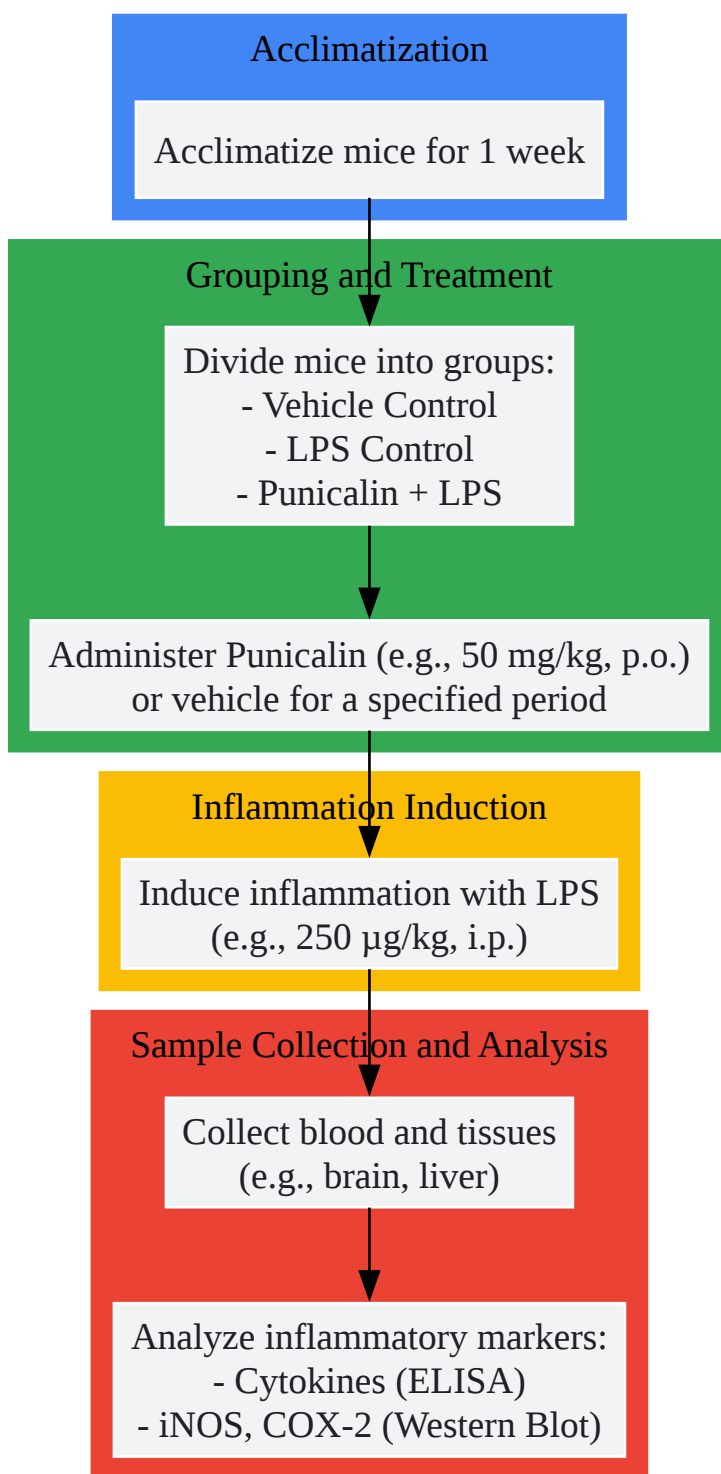 Acclimatization
Acclimatize mice for 1 week
Grouping and Treatment
Divide mice into groups:
- Vehicle Control
- LPS Control
- Punicalin + LPS
Administer Punicalin (e.g., 50 mg/kg, p.o.)
or vehicle for a specified period
Inflammation Induction
Induce inflammation with LPS
(e.g., 250 µg/kg, i.p.)
Sample Collection and Analysis
Collect blood and tissues
(e.g., brain, liver)
Analyze inflammatory markers:
- Cytokines (ELISA)
- iNOS, COX-2 (Western Blot)